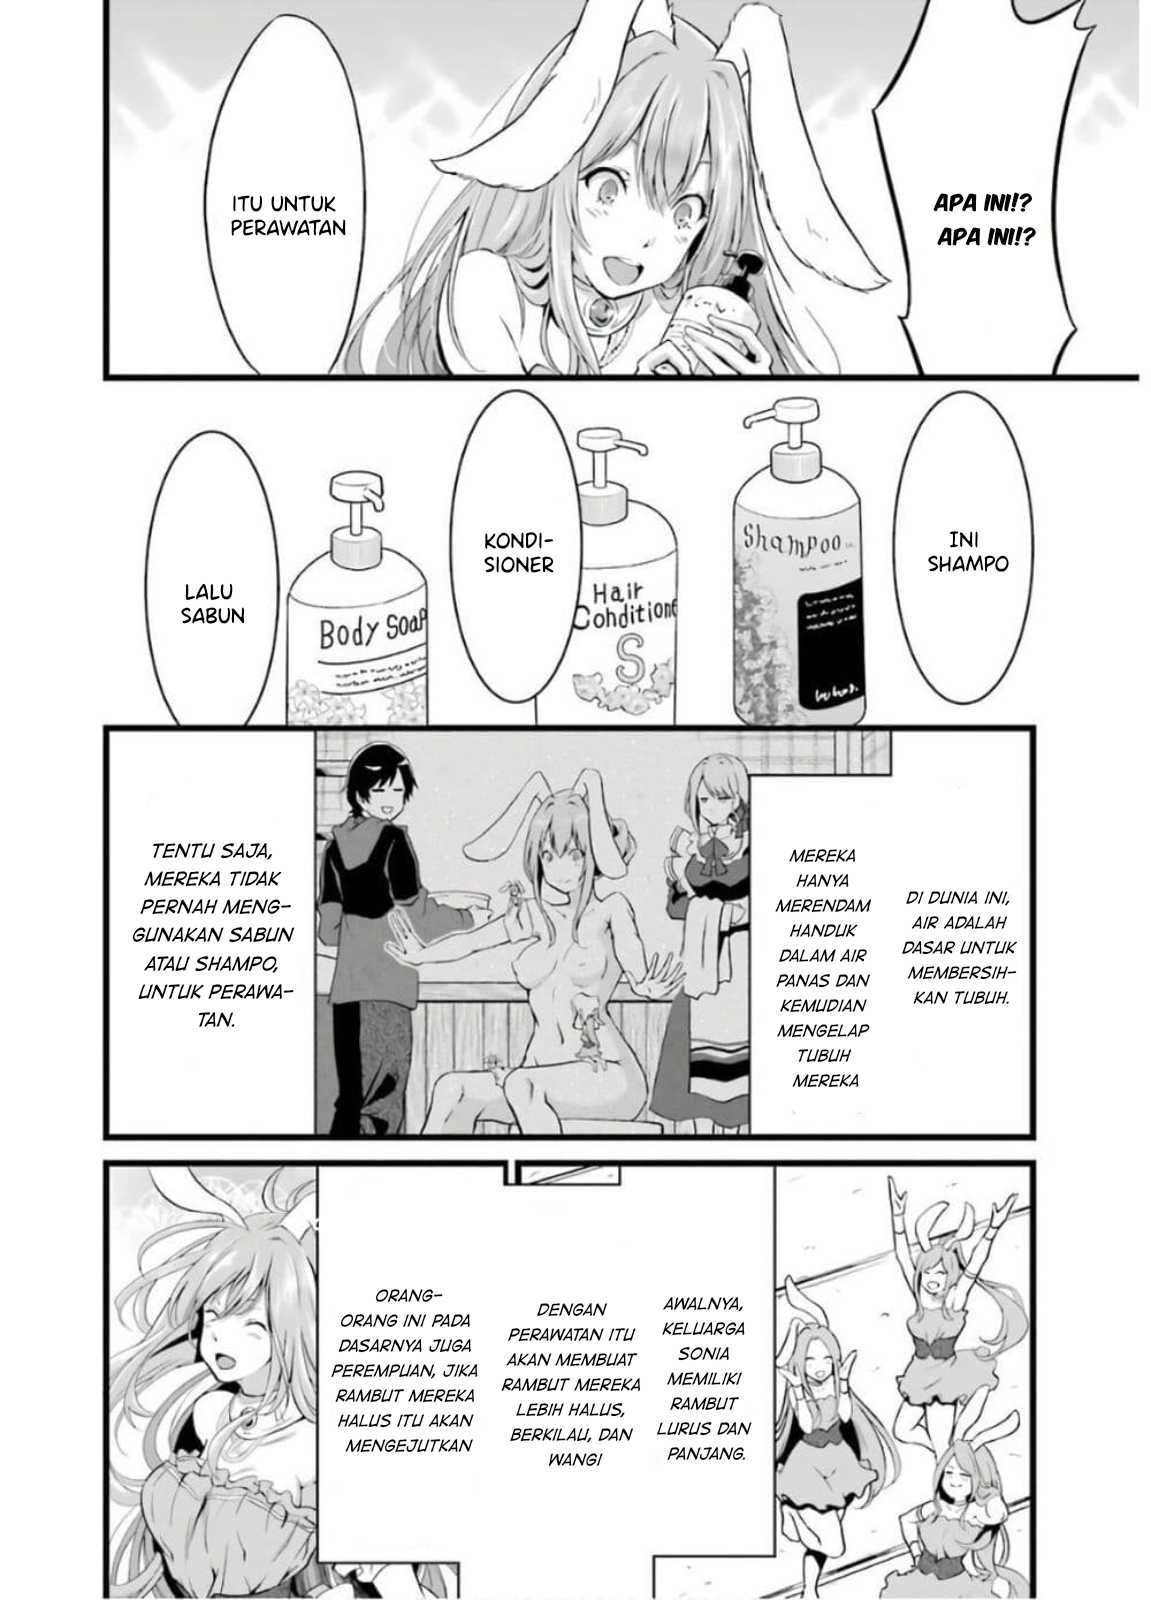 APA INI!?
APA INI!?
ITU UNTUK
PERAWATAN
INI
SHAMPO
Shampoo
KONDI-
SIONER
Hair
Conditione
S
LALU
SABUN
Body Soap
DI DUNIA INI,
AIR ADALAH
DASAR UNTUK
MEMBERSIH-
KAN TUBUH.
MEREKA
HANYA
MERENDAM
HANDUK
DALAM AIR
PANAS DAN
KEMUDIAN
MENGELAP
TUBUH
MEREKA
TENTU SAJA,
MEREKA TIDAK
PERNAH MENG-
GUNAKAN SABUN
ATAU SHAMPO,
UNTUK PERAWA-
TAN.
AWALNYA,
KELUARGA
SONIA
MEMILIKI
RAMBUT
LURUS DAN
PANJANG.
DENGAN
PERAWATAN ITU
AKAN MEMBUAT
RAMBUT MEREKA
LEBIH HALUS,
BERKILAU, DAN
WANGI
ORANG-
ORANG INI PADA
DASARNYA JUGA
PEREMPUAN, JIKA
RAMBUT MEREKA
HALUS ITU AKAN
MENGEJUTKAN